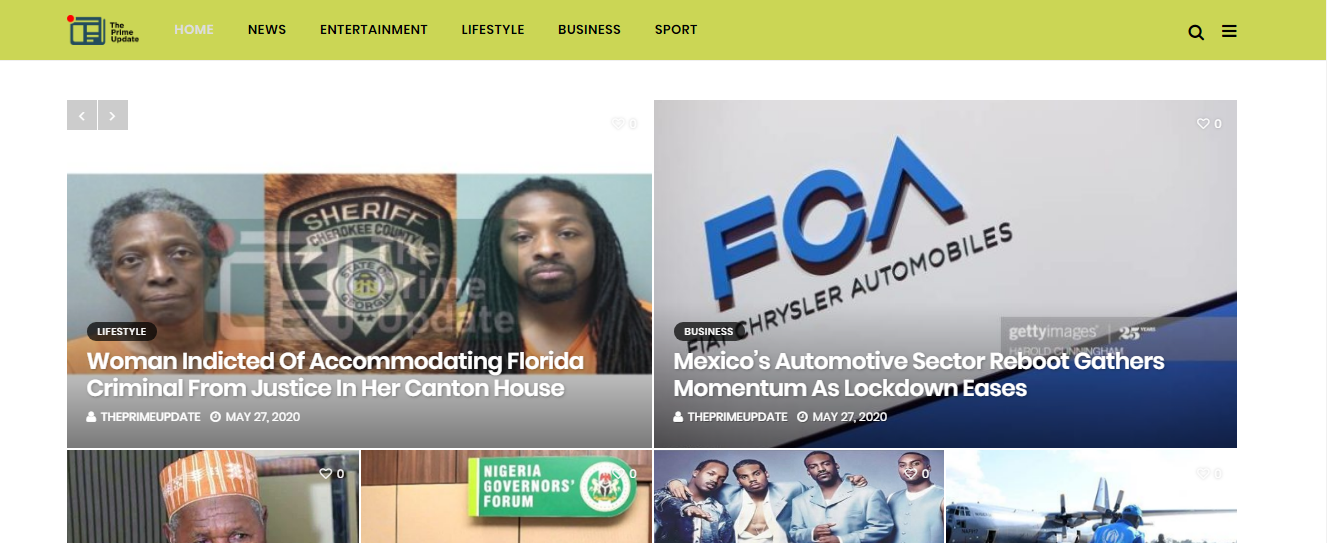 The
Prime
Update
HOME
NEWS
ENTERTAINMENT
LIFESTYLE
BUSINESS
SPORT
0
SHERIFF
CHEROKEE COUNTY
STATE OF
GEORGIA
The
Prime
Update
LIFESTYLE
Woman Indicted Of Accommodating Florida
Criminal From Justice In Her Canton House
THEPRIMEUPDATE MAY 27, 2020
0
FCA
FIAT CHRYSLER AUTOMOBILES
gettyimages® | 25 YEARS
HAROLD CUNNINGHAM
BUSINESS
Mexico's Automotive Sector Reboot Gathers
Momentum As Lockdown Eases
THEPRIMEUPDATE MAY 27, 2020
0
NIGERIA
GOVERNORS'
FORUM
0
0
0